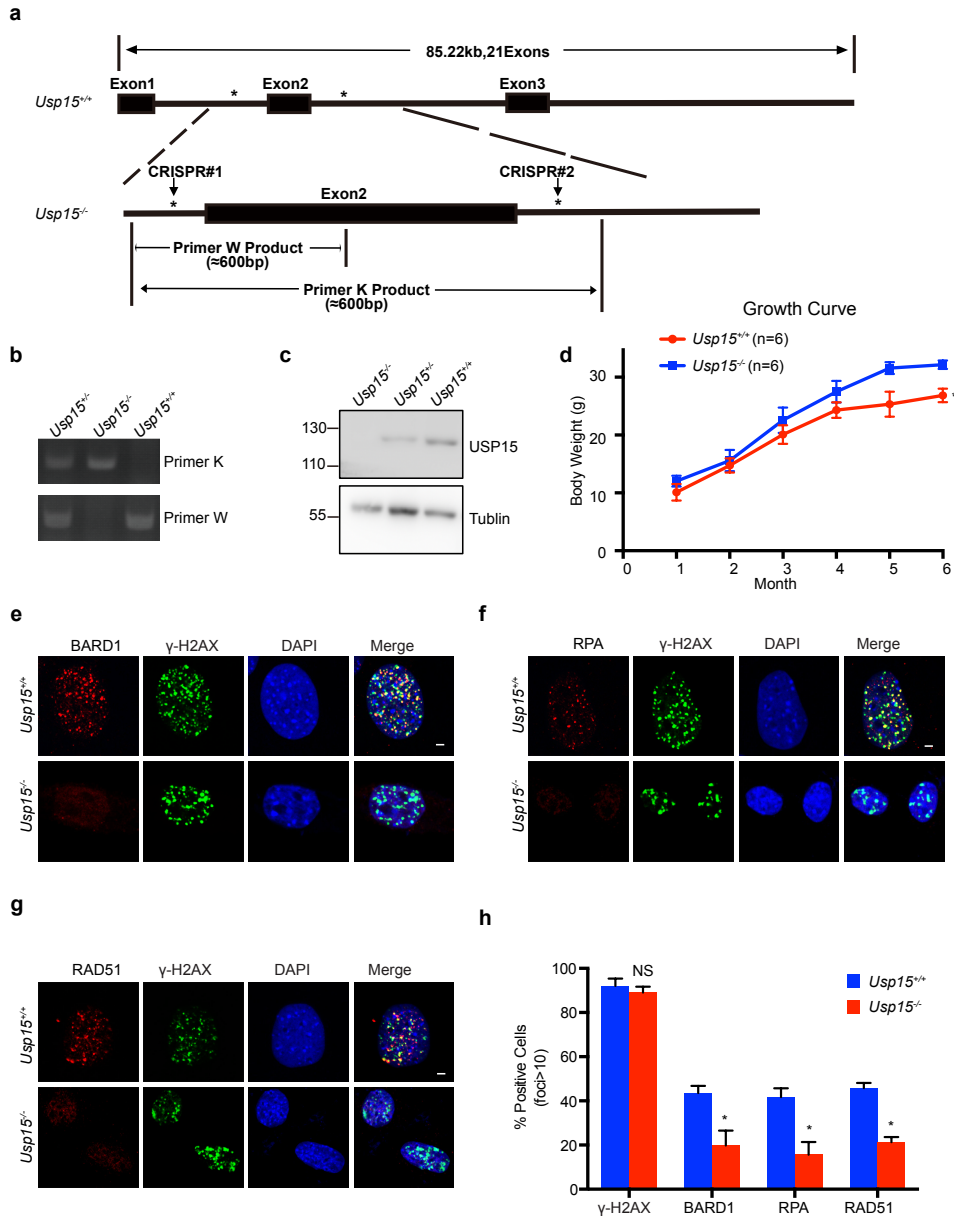 a
85.22kb,21Exons
Exon1
Exon2
Exon3
Usp15+/+
*
*
CRISPR#1
CRISPR#2
Exon2
*
*
Usp15-/-
Primer W Product
(≈600bp)
Primer K Product
(≈600bp)
b
Usp15+/-
Usp15-/-
Usp15+/+
Primer K
Primer W
c
Usp15-/-
Usp15+/-
Usp15+/+
130
110
USP15
55
Tublin
d
Growth Curve
Usp15+/+ (n=6)
Usp15-/- (n=6)
Body Weight (g)
30
20
10
0
0 1 2 3 4 5 6
Month
e
BARD1 γ-H2AX DAPI Merge
Usp15+/+
Usp15-/-
f
RPA γ-H2AX DAPI Merge
Usp15+/+
Usp15-/-
g
RAD51 γ-H2AX DAPI Merge
Usp15+/+
Usp15-/-
h
% Positive Cells
(foci>10)
100
80
60
40
20
0
NS
*
*
*
Usp15+/+
Usp15-/-
γ-H2AX BARD1 RPA RAD51